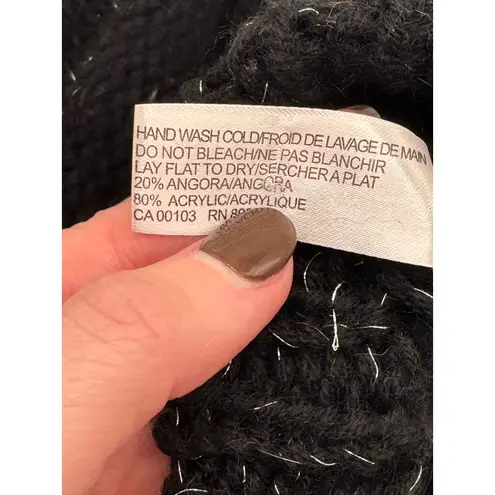 HAND WASH COLD/FROID DE LAVAGE DE MAIN
DO NOT BLEACH/NE PAS BLANCHIR
LAY FLAT TO DRY/SERCHER A PLAT
20% ANGORA/ANGORA
80% ACRYLIC/ACRYLIQUE
CA 00103 RN